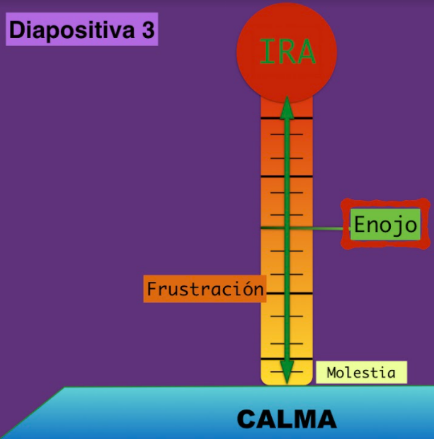 Diapositiva 3
IRA
Enojo
Frustración
Molestia
CALMA